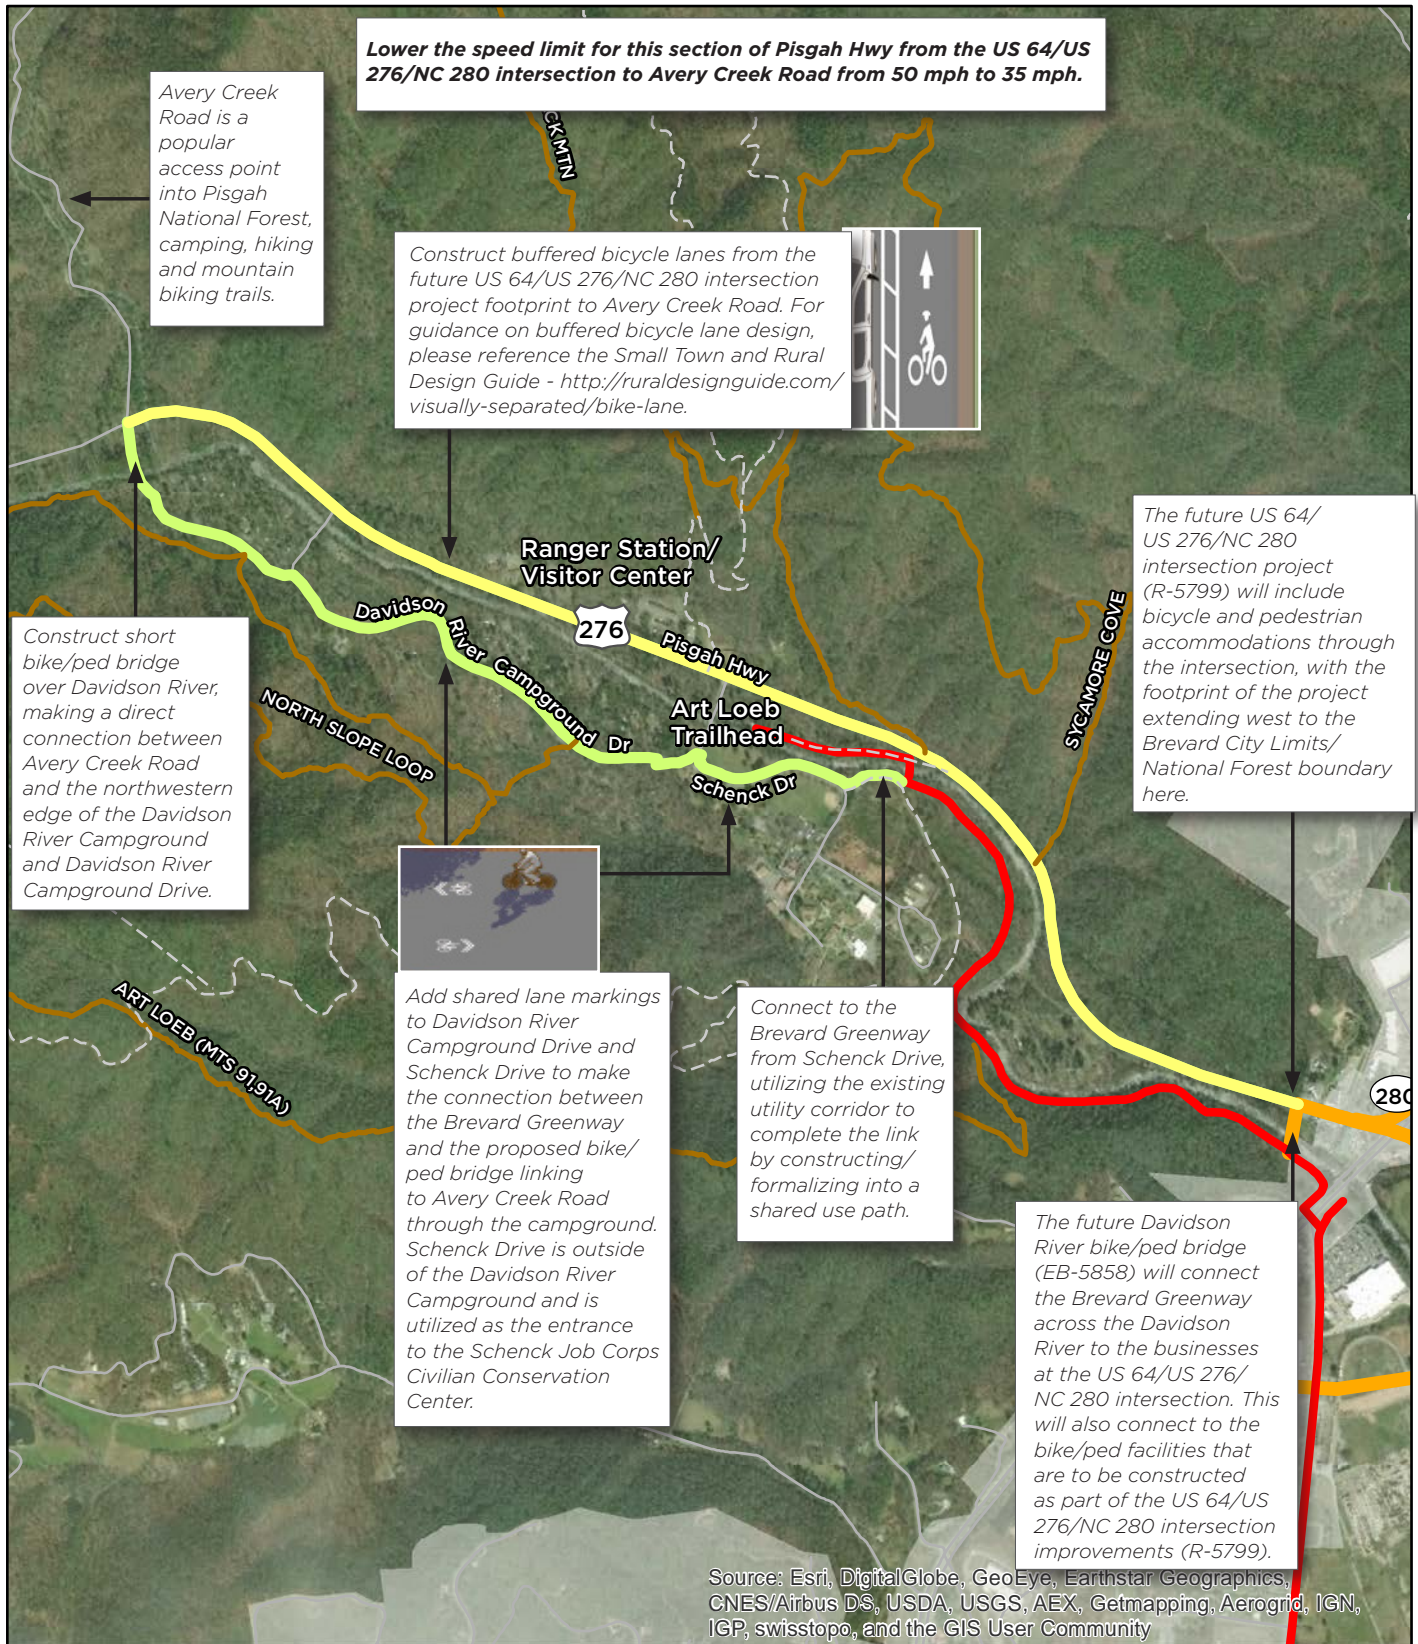 Lower the speed limit for this section of Pisgah Hwy from the US 64/US
276/NC 280 intersection to Avery Creek Road from 50 mph to 35 mph.
Avery Creek
Road is a
popular
access point
into Pisgah
National Forest,
camping, hiking
and mountain
biking trails.
CK MTN
Construct buffered bicycle lanes from the
future US 64/US 276/NC 280 intersection
project footprint to Avery Creek Road. For
guidance on buffered bicycle lane design,
please reference the Small Town and Rural
Design Guide - http://ruraldesignguide.com/
visually-separated/bike-lane.
The future US 64/
US 276/NC 280
intersection project
(R-5799) will include
bicycle and pedestrian
accommodations through
the intersection, with the
footprint of the project
extending west to the
Brevard City Limits/
National Forest boundary
here.
Ranger Station/
Visitor Center
276
Pisgah Hwy
Davidson River Campground Dr
Art Loeb
Trailhead
Schenck Dr
SYCAMORE COVE
NORTH SLOPE LOOP
Construct short
bike/ped bridge
over Davidson River,
making a direct
connection between
Avery Creek Road
and the northwestern
edge of the Davidson
River Campground
and Davidson River
Campground Drive.
ART LOEB (MTS 91,91A)
Add shared lane markings
to Davidson River
Campground Drive and
Schenck Drive to make
the connection between
the Brevard Greenway
and the proposed bike/
ped bridge linking
to Avery Creek Road
through the campground.
Schenck Drive is outside
of the Davidson River
Campground and is
utilized as the entrance
to the Schenck Job Corps
Civilian Conservation
Center.
Connect to the
Brevard Greenway
from Schenck Drive,
utilizing the existing
utility corridor to
complete the link
by constructing/
formalizing into a
shared use path.
280
The future Davidson
River bike/ped bridge
(EB-5858) will connect
the Brevard Greenway
across the Davidson
River to the businesses
at the US 64/US 276/
NC 280 intersection. This
will also connect to the
bike/ped facilities that
are to be constructed
as part of the US 64/US
276/NC 280 intersection
improvements (R-5799).
Source: Esri, DigitalGlobe, GeoEye, Earthstar Geographics,
CNES/Airbus DS, USDA, USGS, AEX, Getmapping, Aerogrid, IGN,
IGP, swisstopo, and the GIS User Community